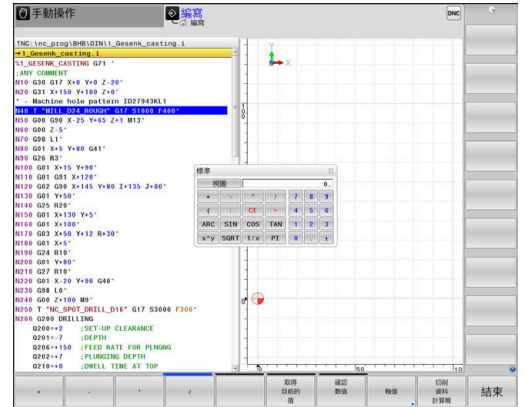 手動操作
編寫
編寫
DNC
TNC:\nc_prog\BHB\DIN\1_Gesenk_casting.i
→1_Gesenk_casting.i
%1_GESENK_CASTING G71 *
;ANY COMMENT
N10 G30 G17 X+0 Y+0 Z-20*
N20 G31 X+150 Y+100 Z+0*
* - Machine hole pattern ID27943KL1
N40 T "MILL_D24_ROUGH" G17 S1800 F400*
N50 G00 G90 X-25 Y+65 Z+1 M13*
N60 G00 Z-5*
N70 G98 L1*
N80 G01 X+5 Y+80 G41*
N90 G26 R3*
N100 G01 X+15 Y+90*
N110 G01 G91 X+120*
N120 G02 G90 X+145 Y+80 I+135 J+80*
N130 G01 Y+50*
N140 G25 R20*
N150 G01 X+130 Y+5*
N160 G01 X+100*
N170 G03 X+50 Y+12 R+30*
N180 G01 X+5*
N190 G24 R10*
N200 G01 Y+80*
N210 G27 R10*
N220 G01 X-20 Y+90 G40*
N230 G98 L0*
N240 G00 Z+100 M9*
N250 T "NC_SPOT_DRILL_D16" G17 S3000 F300*
N260 G200 DRILLING
Q200=+2 ;SET-UP CLEARANCE
Q201=-7 ;DEPTH
Q206=+150 ;FEED RATE FOR PLNGNG
Q202=+7 ;PLUNGING DEPTH
Q210=+0 ;DWELL TIME AT TOP
Y
X
100
0
0
50
10
標準
視圖 0.
+ - * / 7 8 9
( ) CE = 4 5 6
ARC SIN COS TAN 1 2 3
x^y SQRT 1/x PI 0 . ±
+
-
*
/
取得
目前的
值
確認
數值
軸值
切削
資料
計算機
結束